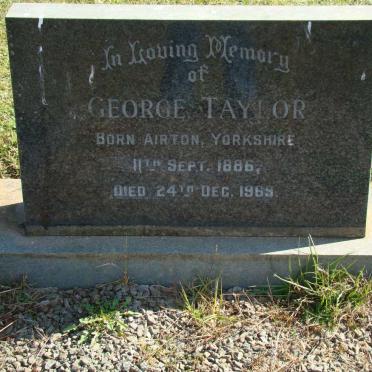 In Loving Memory
of
GEORGE TAYLOR
BORN AIRTON, YORKSHIRE
11TH SEPT. 1886,
DIED 24TH DEC. 1969.